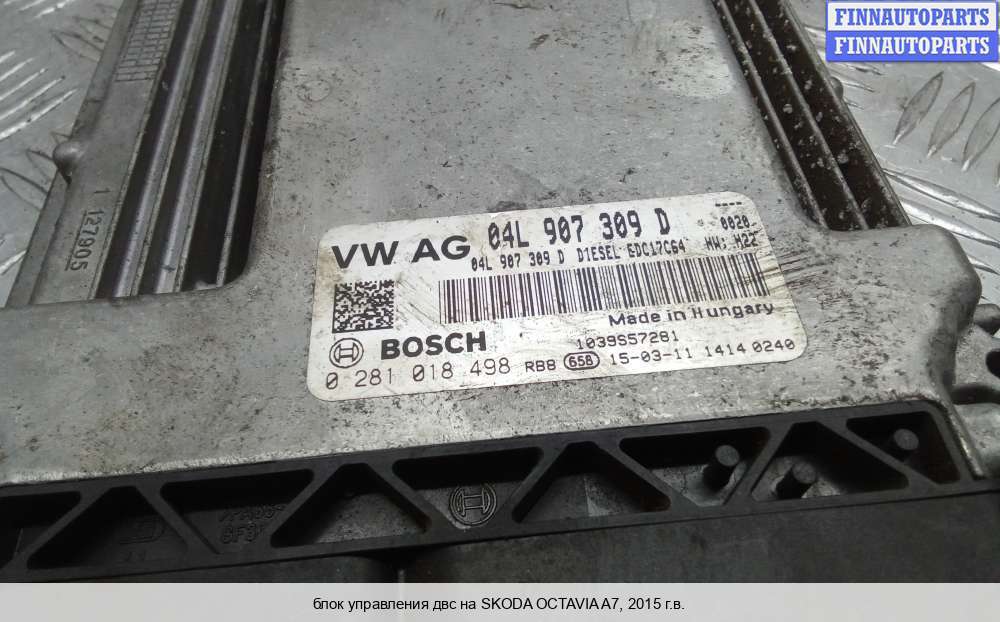 FINNAUTOPARTS
FINNAUTOPARTS
127905
VW AG 04L 907 309 D ---- 0020
04L 907 309 D DIESEL EDC17C64 HW: H22
Made in Hungary
BOSCH 1039S57281
0 281 018 498 RB8 658 15-03-11 1414 0240
блок управления двс на SKODA OCTAVIA A7, 2015 г.в.